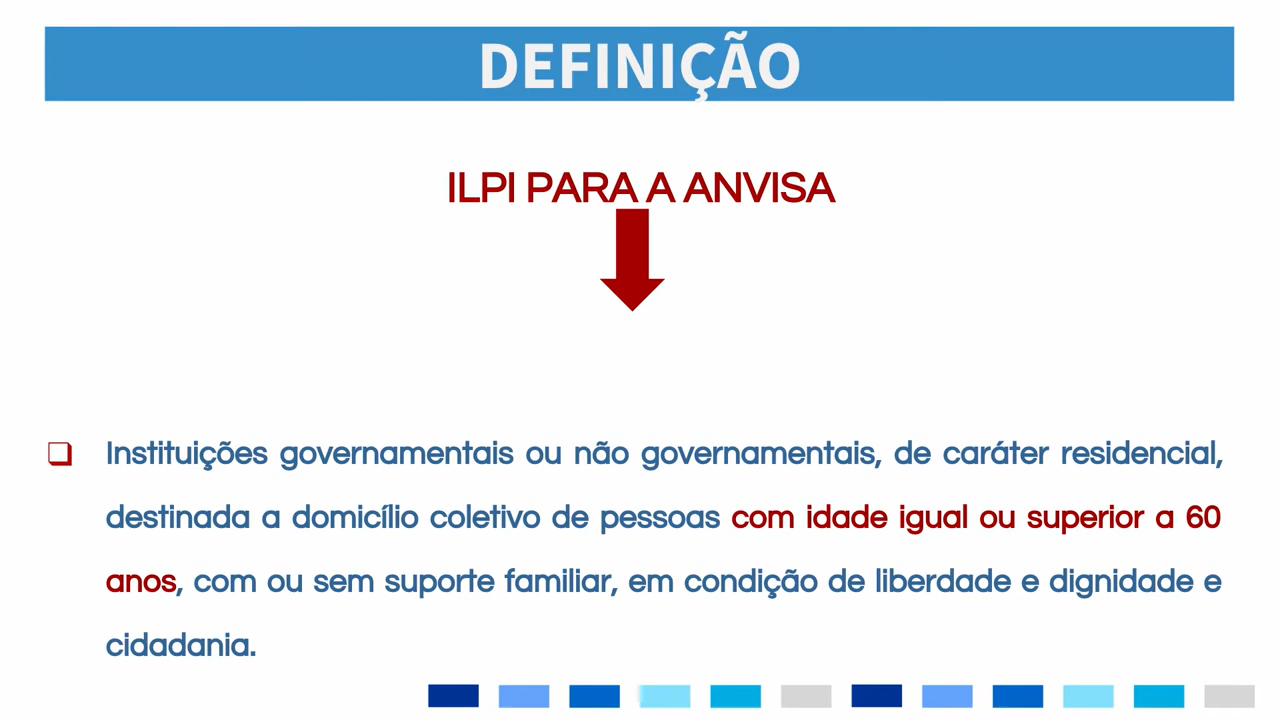 DEFINIÇÃO
ILPI PARA A ANVISA
Instituições governamentais ou não governamentais, de caráter residencial,
destinada a domicílio coletivo de pessoas com idade igual ou superior a 60
anos, com ou sem suporte familiar, em condição de liberdade e dignidade e
cidadania.